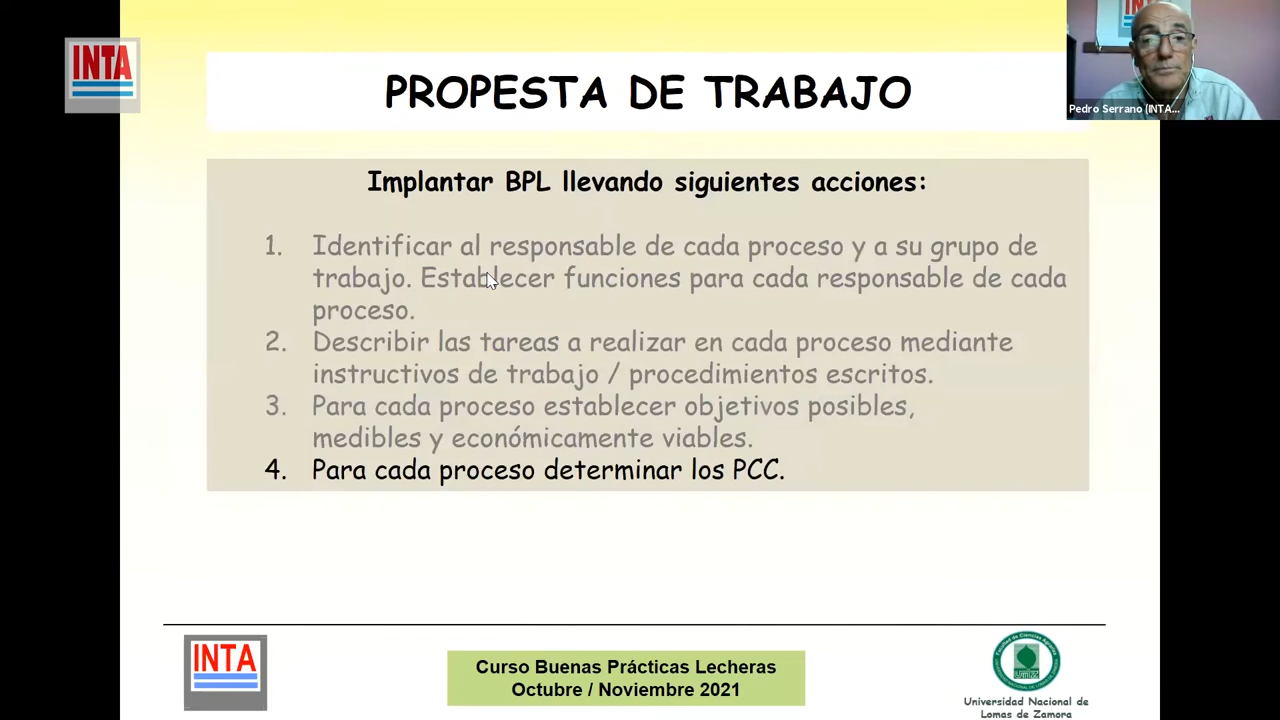 INTA
PROPESTA DE TRABAJO
Pedro Serrano (INTA...
Implantar BPL llevando siguientes acciones:
1. Identificar al responsable de cada proceso y a su grupo de
trabajo. Establecer funciones para cada responsable de cada
proceso.
2. Describir las tareas a realizar en cada proceso mediante
instructivos de trabajo / procedimientos escritos.
3. Para cada proceso establecer objetivos posibles,
medibles y económicamente viables.
4. Para cada proceso determinar los PCC.
INTA
Curso Buenas Prácticas Lecheras
Octubre / Noviembre 2021
Universidad Nacional de
Lomas de Zamora